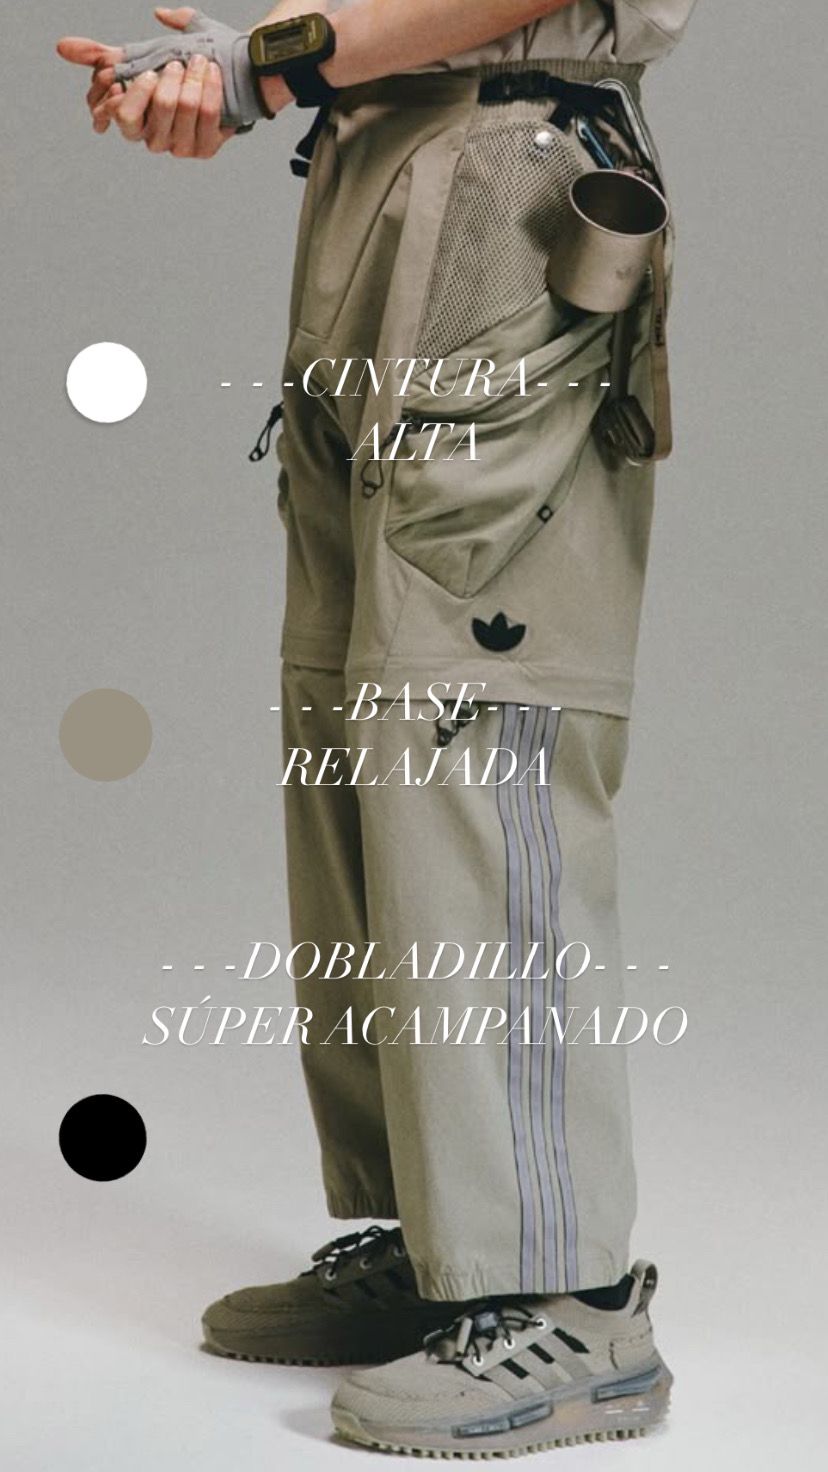 - - -CINTURA- - -
ALTA
- - -BASE- - -
RELAJADA
- - -DOBLADILLO- - -
SÚPER ACAMPANADO